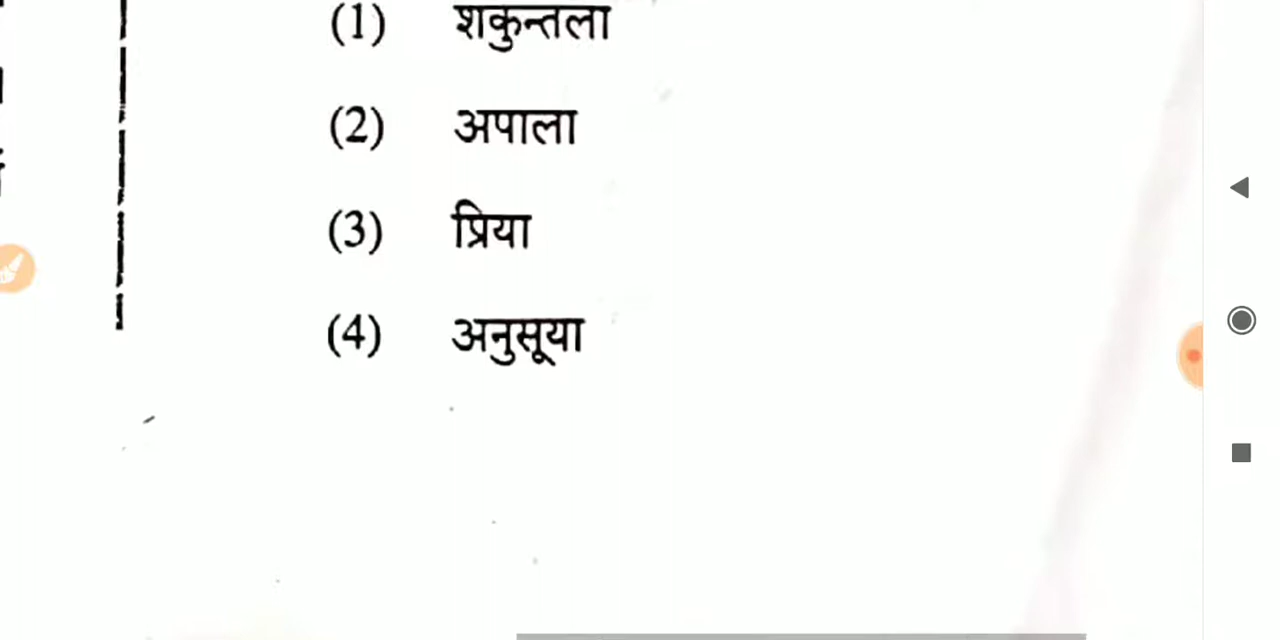 (1) शकुन्तला
(2) अपाला
(3) प्रिया
(4) अनुसूया